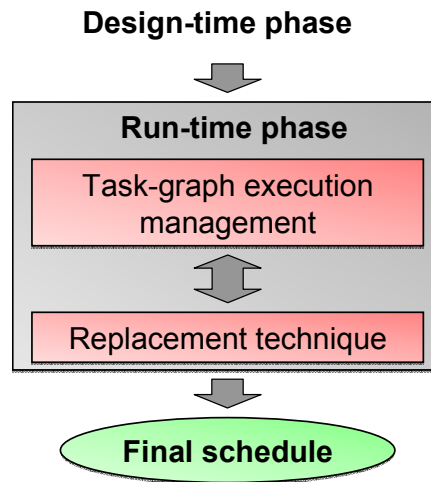 Design-time phase
Run-time phase
Task-graph execution
management
Replacement technique
Final schedule